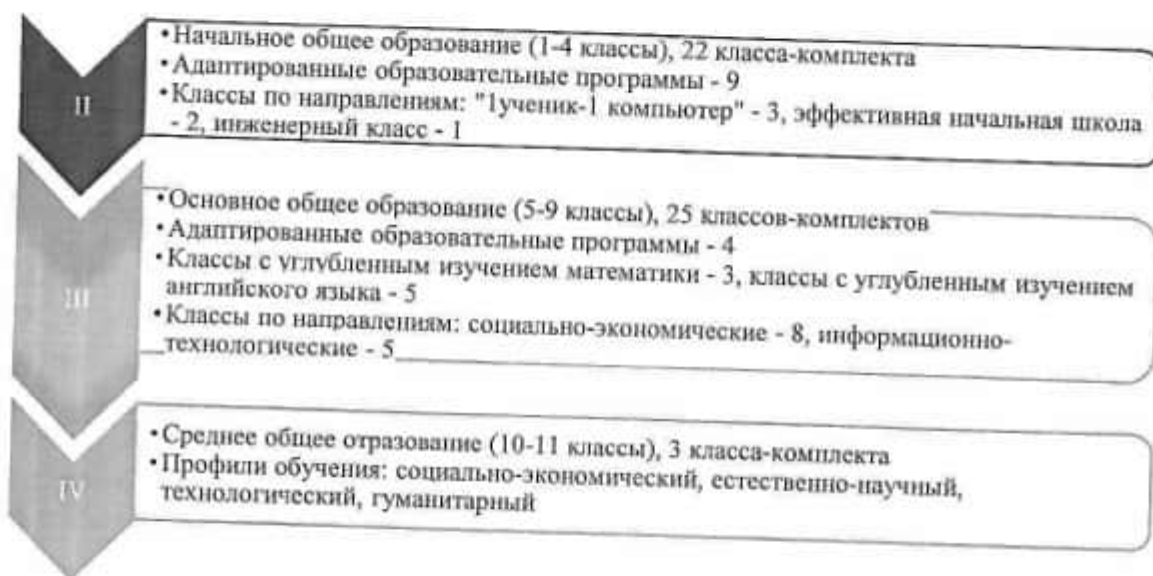 II
•Начальное общее образование (1-4 классы), 22 класса-комплекта
•Адаптированные образовательные программы - 9
•Классы по направлениям: "1ученик-1 компьютер" - 3, эффективная начальная школа
- 2, инженерный класс - 1
III
•Основное общее образование (5-9 классы), 25 классов-комплектов
•Адаптированные образовательные программы - 4
•Классы с углубленным изучением математики - 3, классы с углубленным изучением
английского языка - 5
•Классы по направлениям: социально-экономические - 8, информационно-
технологические - 5
IV
•Среднее общее отразование (10-11 классы), 3 класса-комплекта
•Профили обучения: социально-экономический, естественно-научный,
технологический, гуманитарный